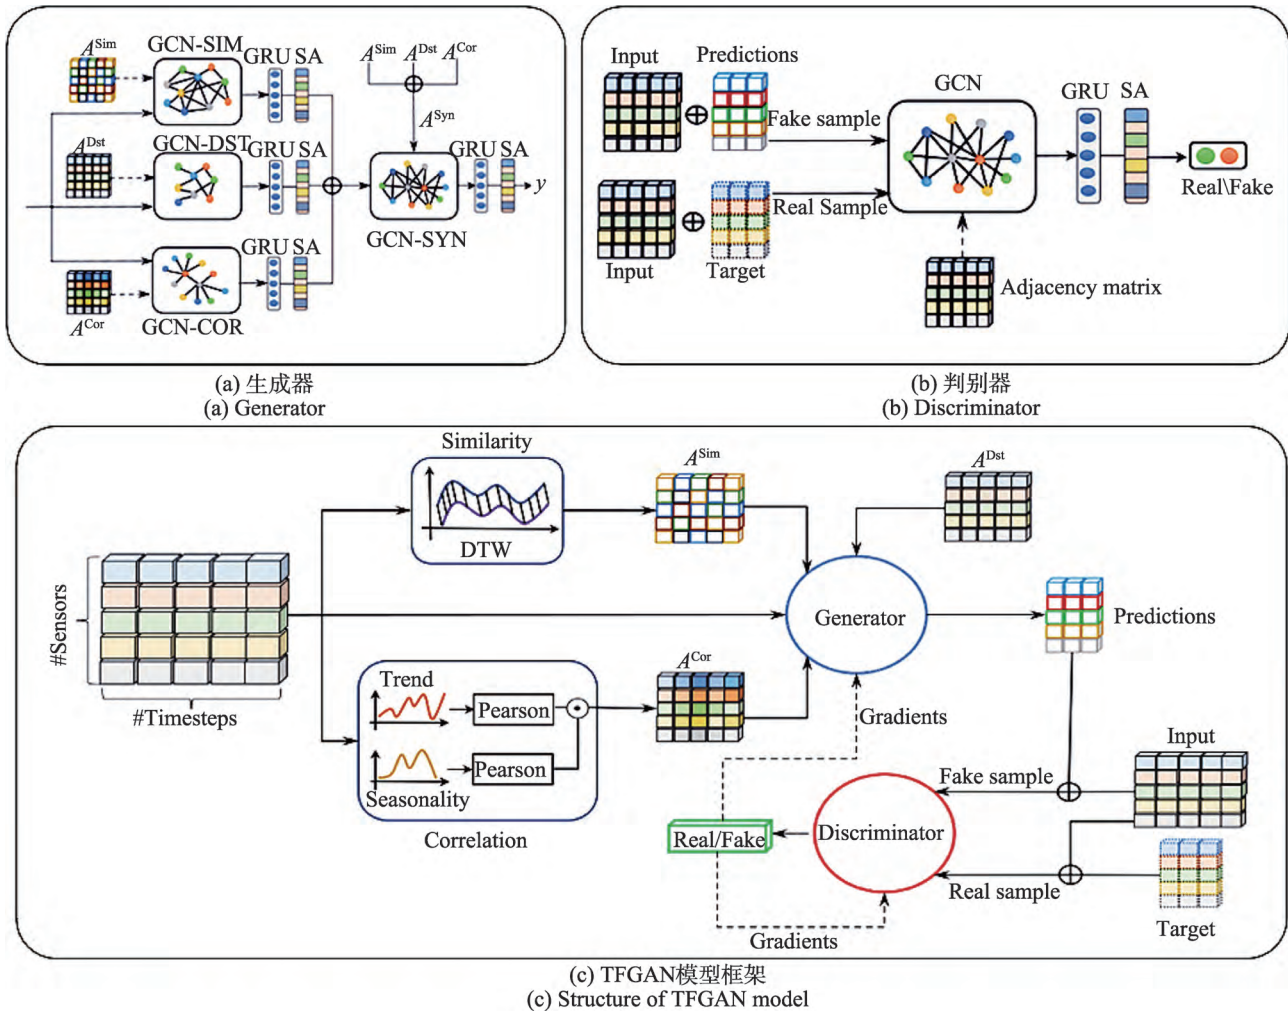 A^Sim
GCN-SIM
GRU SA
A^Dst
GCN-DST
GRU SA
A^Cor
GCN-COR
GRU SA
A^Sim A^Dst A^Cor
A^Syn
GCN-SYN
GRU SA
y
(a) 生成器
(a) Generator
Input
Predictions
Fake sample
GCN
GRU
SA
Real\Fake
Real Sample
Input
Target
Adjacency matrix
(b) 判别器
(b) Discriminator
Similarity
DTW
A^Sim
A^Dst
#Sensors
#Timesteps
Generator
Predictions
Trend
Pearson
Seasonality
Pearson
Correlation
A^Cor
Gradients
Input
Fake sample
Real/Fake
Discriminator
Real sample
Target
Gradients
(c) TFGAN模型框架
(c) Structure of TFGAN model